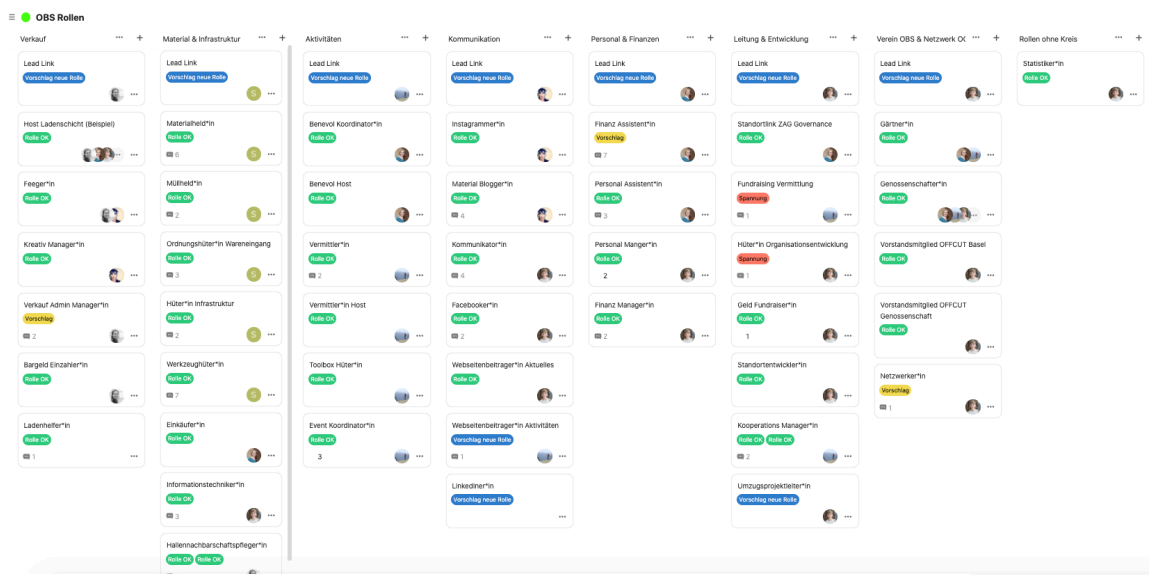 OBS Rollen
Verkauf
Lead Link
Vorschlag neue Rolle
Host Ladenschicht (Beispiel)
Rolle OK
Feeger*in
Rolle OK
Kreativ Manager*in
Rolle OK
Verkauf Admin Manager*in
Vorschlag
2
Bargeld Einzahler*in
Rolle OK
Ladenhelfer*in
Rolle OK
1
Material & Infrastruktur
Lead Link
Vorschlag neue Rolle
S
Materialheld*in
Rolle OK
6
S
Müllheld*in
Rolle OK
2
S
Ordnungshüter*in Wareneingang
Rolle OK
3
S
Hüter*in Infrastruktur
Rolle OK
2
S
Werkzeughüter*in
Rolle OK
7
S
Einkäufer*in
Rolle OK
Informationstechniker*in
Rolle OK
3
Hallennachbarschaftspfleger*in
Rolle OK Rolle OK
Aktivitäten
Lead Link
Vorschlag neue Rolle
Benevol Koordinator*in
Rolle OK
Benevol Host
Rolle OK
Vermittler*in
Rolle OK
2
Vermittler*in Host
Rolle OK
Toolbox Hüter*in
Rolle OK
Event Koordinator*in
Rolle OK
3
Kommunikation
Lead Link
Vorschlag neue Rolle
Instagrammer*in
Rolle OK
Material Blogger*in
Rolle OK
4
Kommunikator*in
Rolle OK
4
Facebooker*in
Rolle OK
2
Webseitenbeitrager*in Aktuelles
Rolle OK
Webseitenbeitrager*in Aktivitäten
Vorschlag neue Rolle
1
Linkediner*in
Vorschlag neue Rolle
Personal & Finanzen
Lead Link
Vorschlag neue Rolle
Finanz Assistent*in
Vorschlag
7
Personal Assistent*in
Rolle OK
3
Personal Manger*in
Rolle OK
2
Finanz Manager*in
Rolle OK
2
Leitung & Entwicklung
Lead Link
Vorschlag neue Rolle
Standortlink ZAG Governance
Rolle OK
Fundraising Vermittlung
Spannung
1
Hüter*in Organisationsentwicklung
Spannung
1
Geld Fundraiser*in
Rolle OK
1
Standortentwickler*in
Rolle OK
Kooperations Manager*in
Rolle OK Rolle OK
2
Umzugsprojektleiter*in
Vorschlag neue Rolle
Verein OBS & Netzwerk OC
Lead Link
Vorschlag neue Rolle
Gärtner*in
Rolle OK
Genossenschafter*in
Rolle OK
Vorstandsmitglied OFFCUT Basel
Rolle OK
Vorstandsmitglied OFFCUT
Genossenschaft
Rolle OK
Netzwerker*in
Vorschlag
1
Rollen ohne Kreis
Statistiker*in
Rolle OK